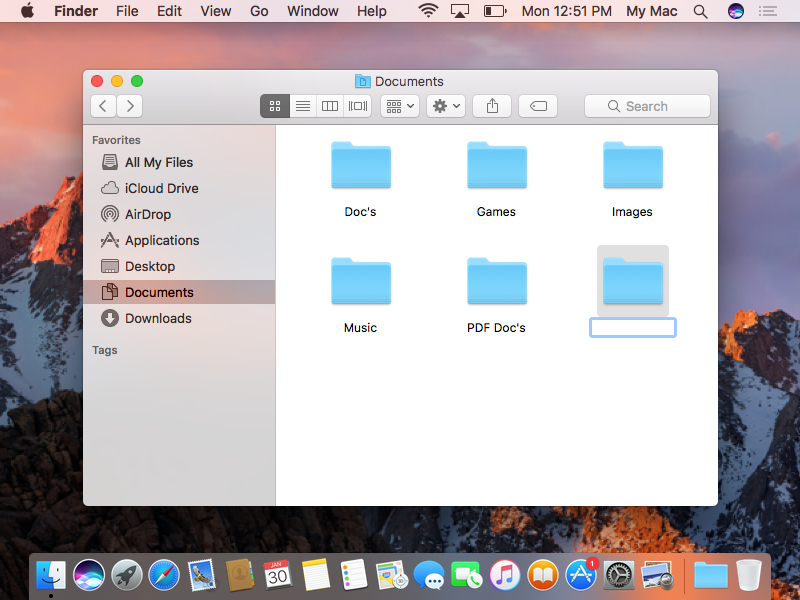 Finder File Edit View Go Window Help Mon 12:51 PM My Mac
Documents
Search
Favorites
All My Files
iCloud Drive
AirDrop
Applications
Desktop
Documents
Downloads
Tags
Doc's Games Images
Music PDF Doc's
JAN
30
1